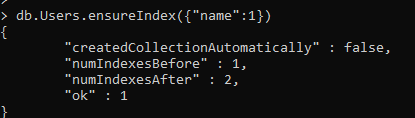 > db.Users.ensureIndex({"name":1})
{
        "createdCollectionAutomatically" : false,
        "numIndexesBefore" : 1,
        "numIndexesAfter" : 2,
        "ok" : 1
}